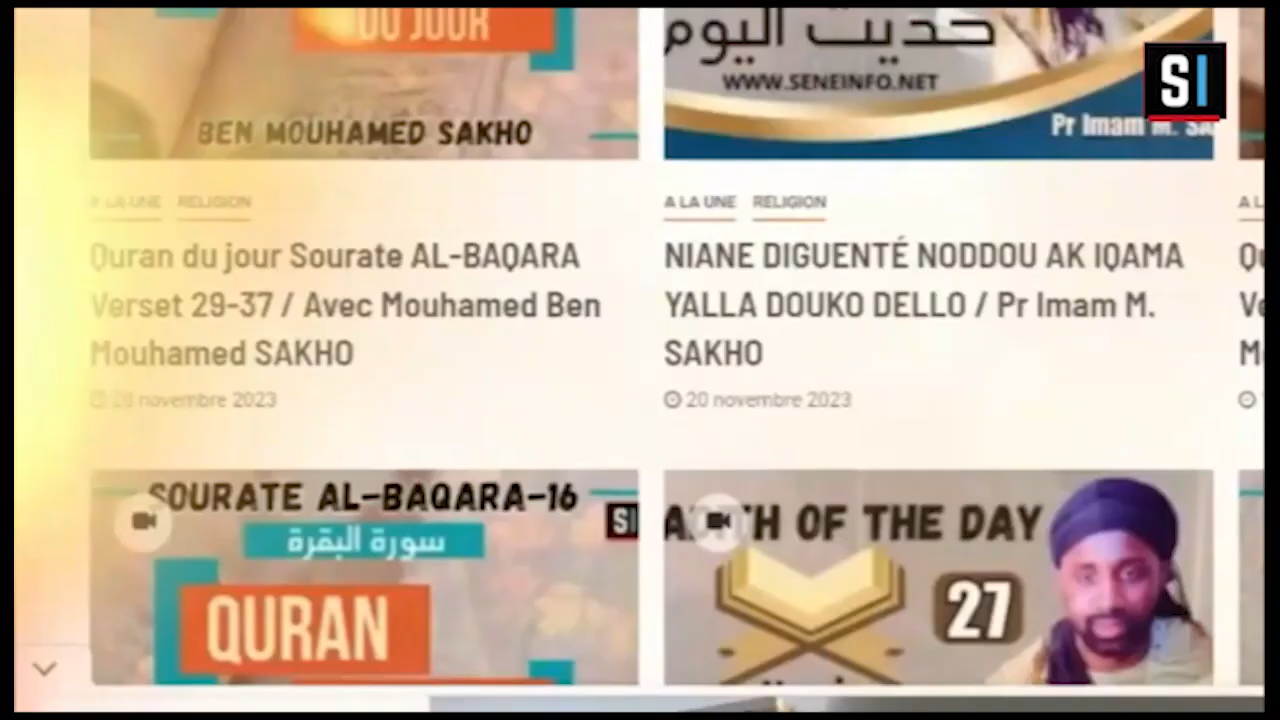 DU JOUR
BEN MOUHAMED SAKHO
حديث اليوم
WWW.SENEINFO.NET
Pr Imam M.
SI
A LA UNE RELIGION
Quran du jour Sourate AL-BAQARA
Verset 29-37 / Avec Mouhamed Ben
Mouhamed SAKHO
novembre 2023
A LA UNE RELIGION
NIANE DIGUENTÉ NODDOU AK IQAMA
YALLA DOUKO DELLO / Pr Imam M.
SAKHO
20 novembre 2023
SOURATE AL-BAQARA-16
سورة البقرة
SI
QURAN
OF THE DAY
27